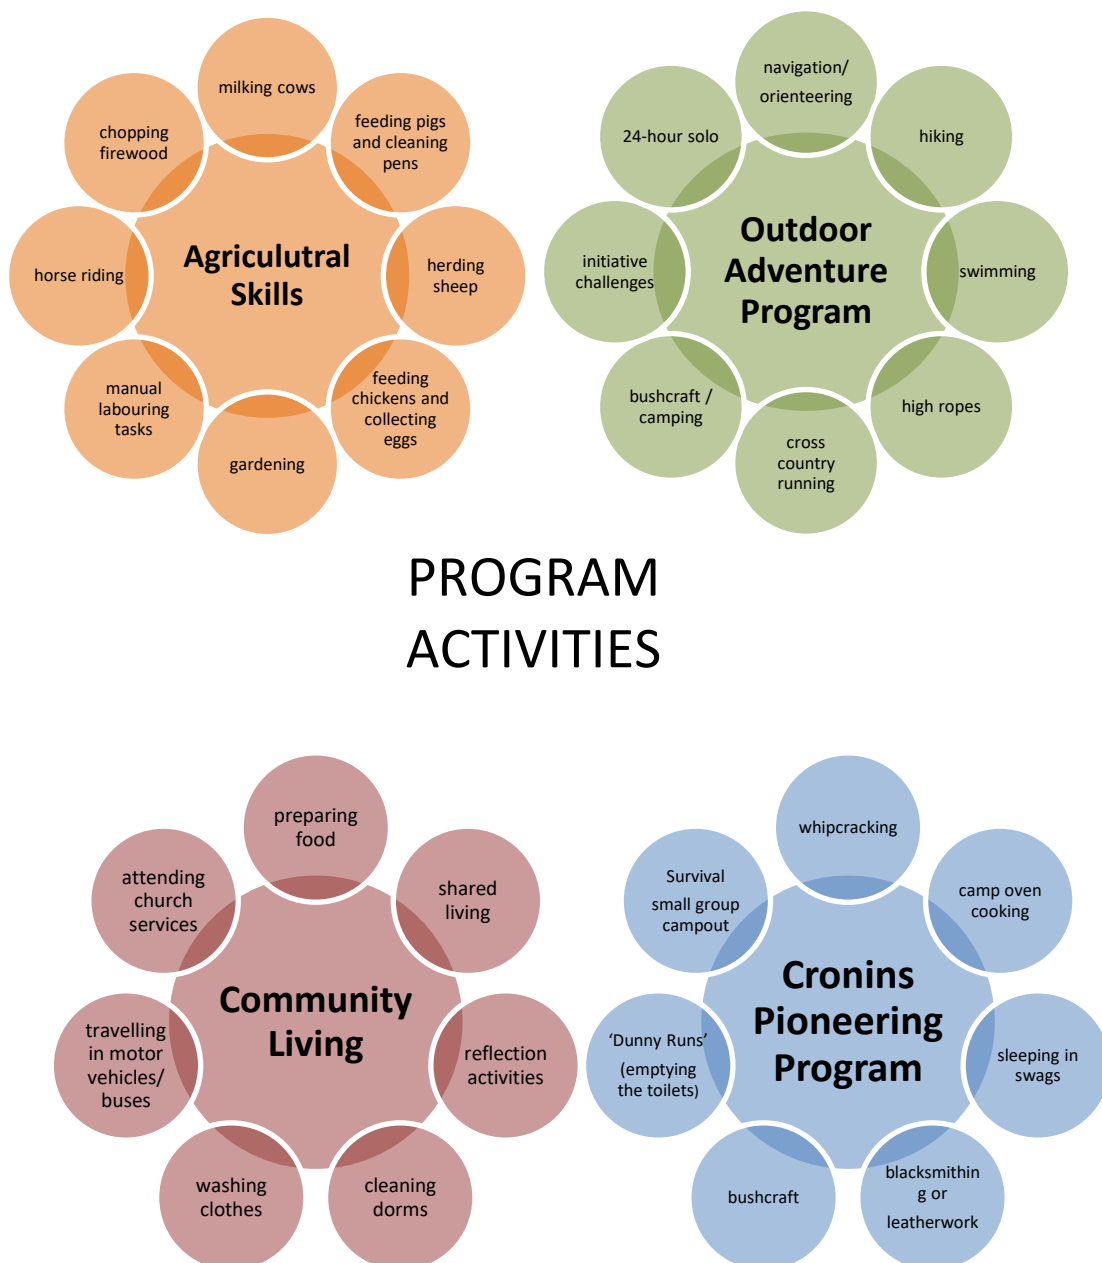 milking cows
feeding pigs
and cleaning
pens
herding
sheep
feeding
chickens and
collecting
eggs
gardening
manual
labouring
tasks
horse riding
chopping
firewood
Agriculutral
Skills
navigation/
orienteering
hiking
swimming
high ropes
cross
country
running
bushcraft /
camping
initiative
challenges
24-hour solo
Outdoor
Adventure
Program
PROGRAM
ACTIVITIES
preparing
food
shared
living
reflection
activities
cleaning
dorms
washing
clothes
travelling
in motor
vehicles/
buses
attending
church
services
Community
Living
whipcracking
camp oven
cooking
sleeping in
swags
blacksmithin
g or
leatherwork
bushcraft
‘Dunny Runs’
(emptying
the toilets)
Survival
small group
campout
Cronins
Pioneering
Program